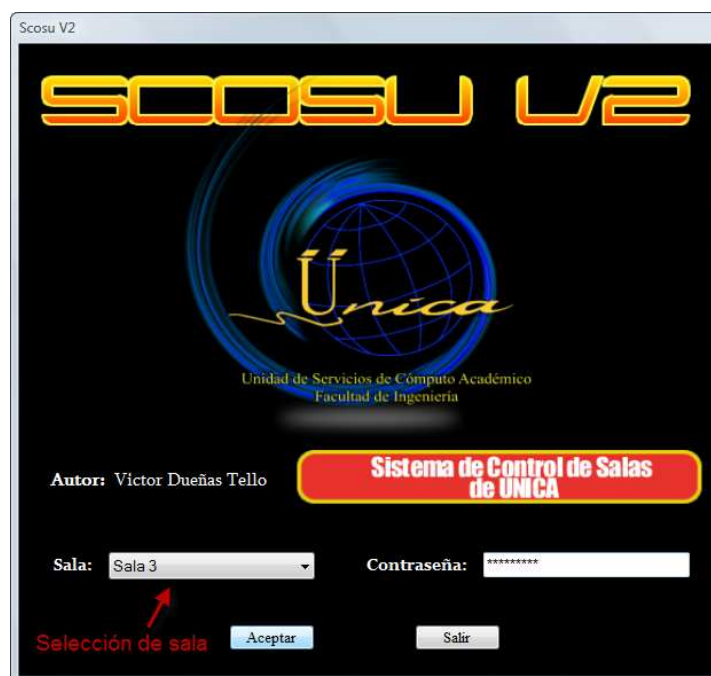 Scosu V2
SCOSU V2
Única
Unidad de Servicios de Cómputo Académico
Facultad de Ingeniería
Autor: Victor Dueñas Tello
Sistema de Control de Salas
de UNICA
Sala: Sala 3
Contraseña: *********
Selección de sala
Aceptar
Salir